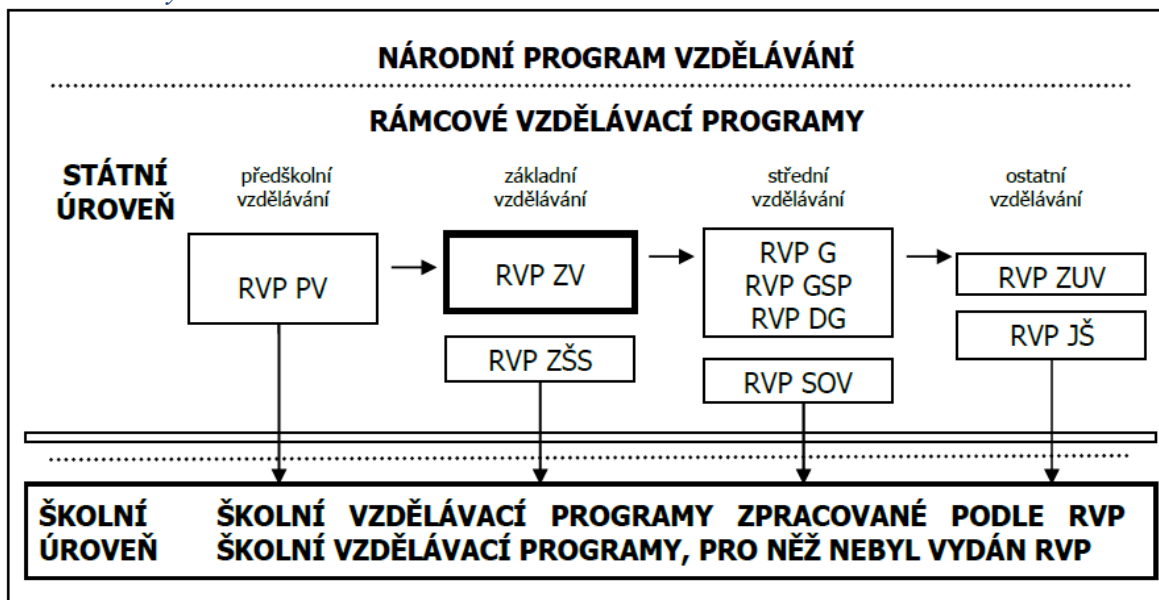 NÁRODNÍ PROGRAM VZDĚLÁVÁNÍ
RÁMCOVÉ VZDĚLÁVACÍ PROGRAMY
STÁTNÍ
ÚROVEŇ
předškolní
vzdělávání
základní
vzdělávání
střední
vzdělávání
ostatní
vzdělávání
RVP PV
RVP ZV
RVP ZŠS
RVP G
RVP GSP
RVP DG
RVP SOV
RVP ZUV
RVP JŠ
ŠKOLNÍ ŠKOLNÍ VZDĚLÁVACÍ PROGRAMY ZPRACOVANÉ PODLE RVP
ÚROVEŇ ŠKOLNÍ VZDĚLÁVACÍ PROGRAMY, PRO NĚŽ NEBYL VYDÁN RVP